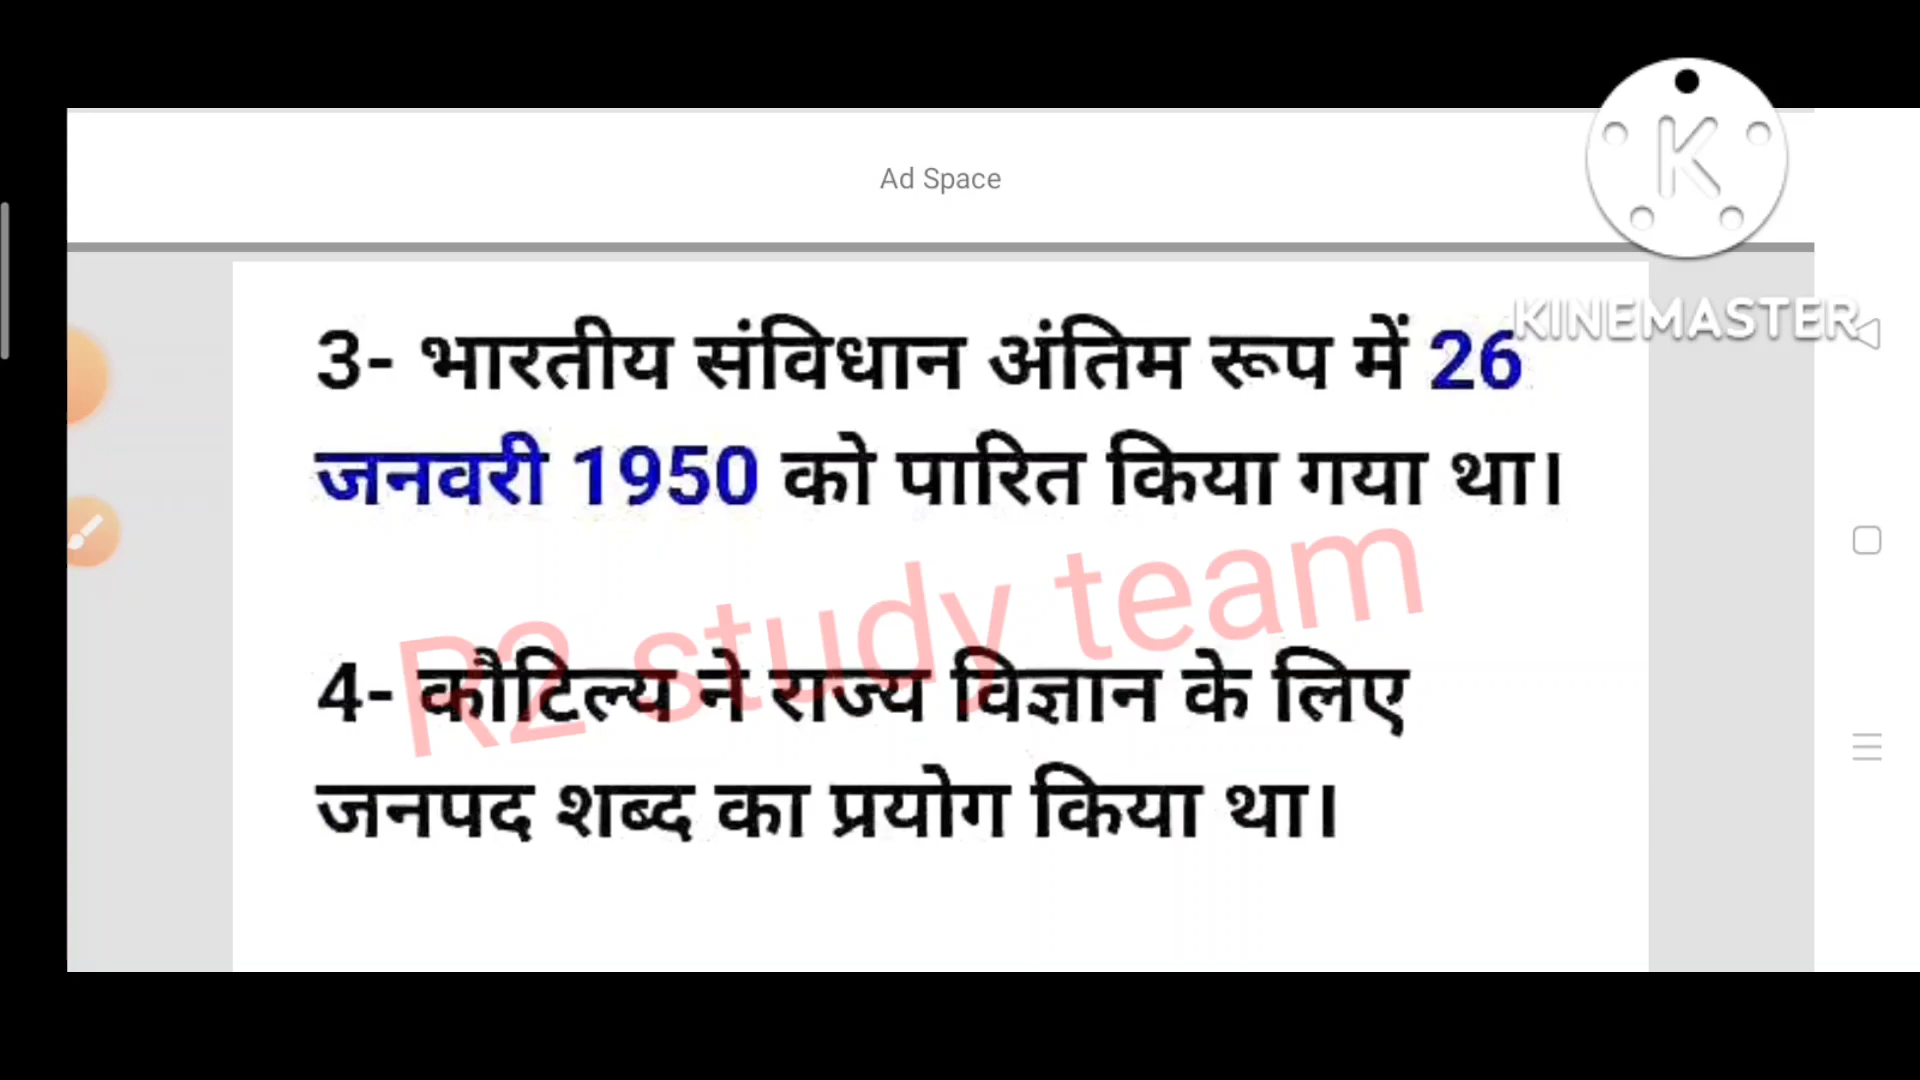 Ad Space
KINEMASTER
3- भारतीय संविधान अंतिम रूप में 26
जनवरी 1950 को पारित किया गया था।
R2 study team
4- कौटिल्य ने राज्य विज्ञान के लिए
जनपद शब्द का प्रयोग किया था।